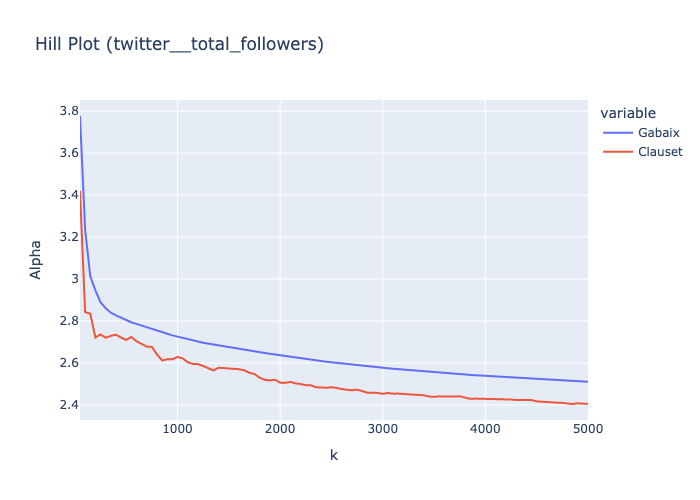 Hill Plot (twitter__total_followers)
variable
Gabaix
Clauset
Alpha
3.8
3.6
3.4
3.2
3
2.8
2.6
2.4
1000
2000
3000
4000
5000
k